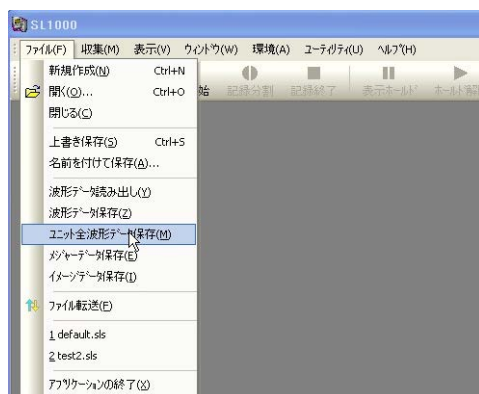 SL1000
ファイル(F) 収集(M) 表示(V) ウィンドウ(W) 環境(A) ユーティリティ(U) ヘルプ(H)
新規作成(N) Ctrl+N
開く(O)... Ctrl+O
始 記録分割 記録終了 表示ホールド ホールド解
閉じる(C)
上書き保存(S) Ctrl+S
名前を付けて保存(A)...
波形データ読み出し(Y)
波形データ保存(Z)
ユニット全波形データ保存(M)
メジャーデータ保存(E)
イメージデータ保存(I)
ファイル転送(F)
1 default.sls
2 test2.sls
アプリケーションの終了(X)